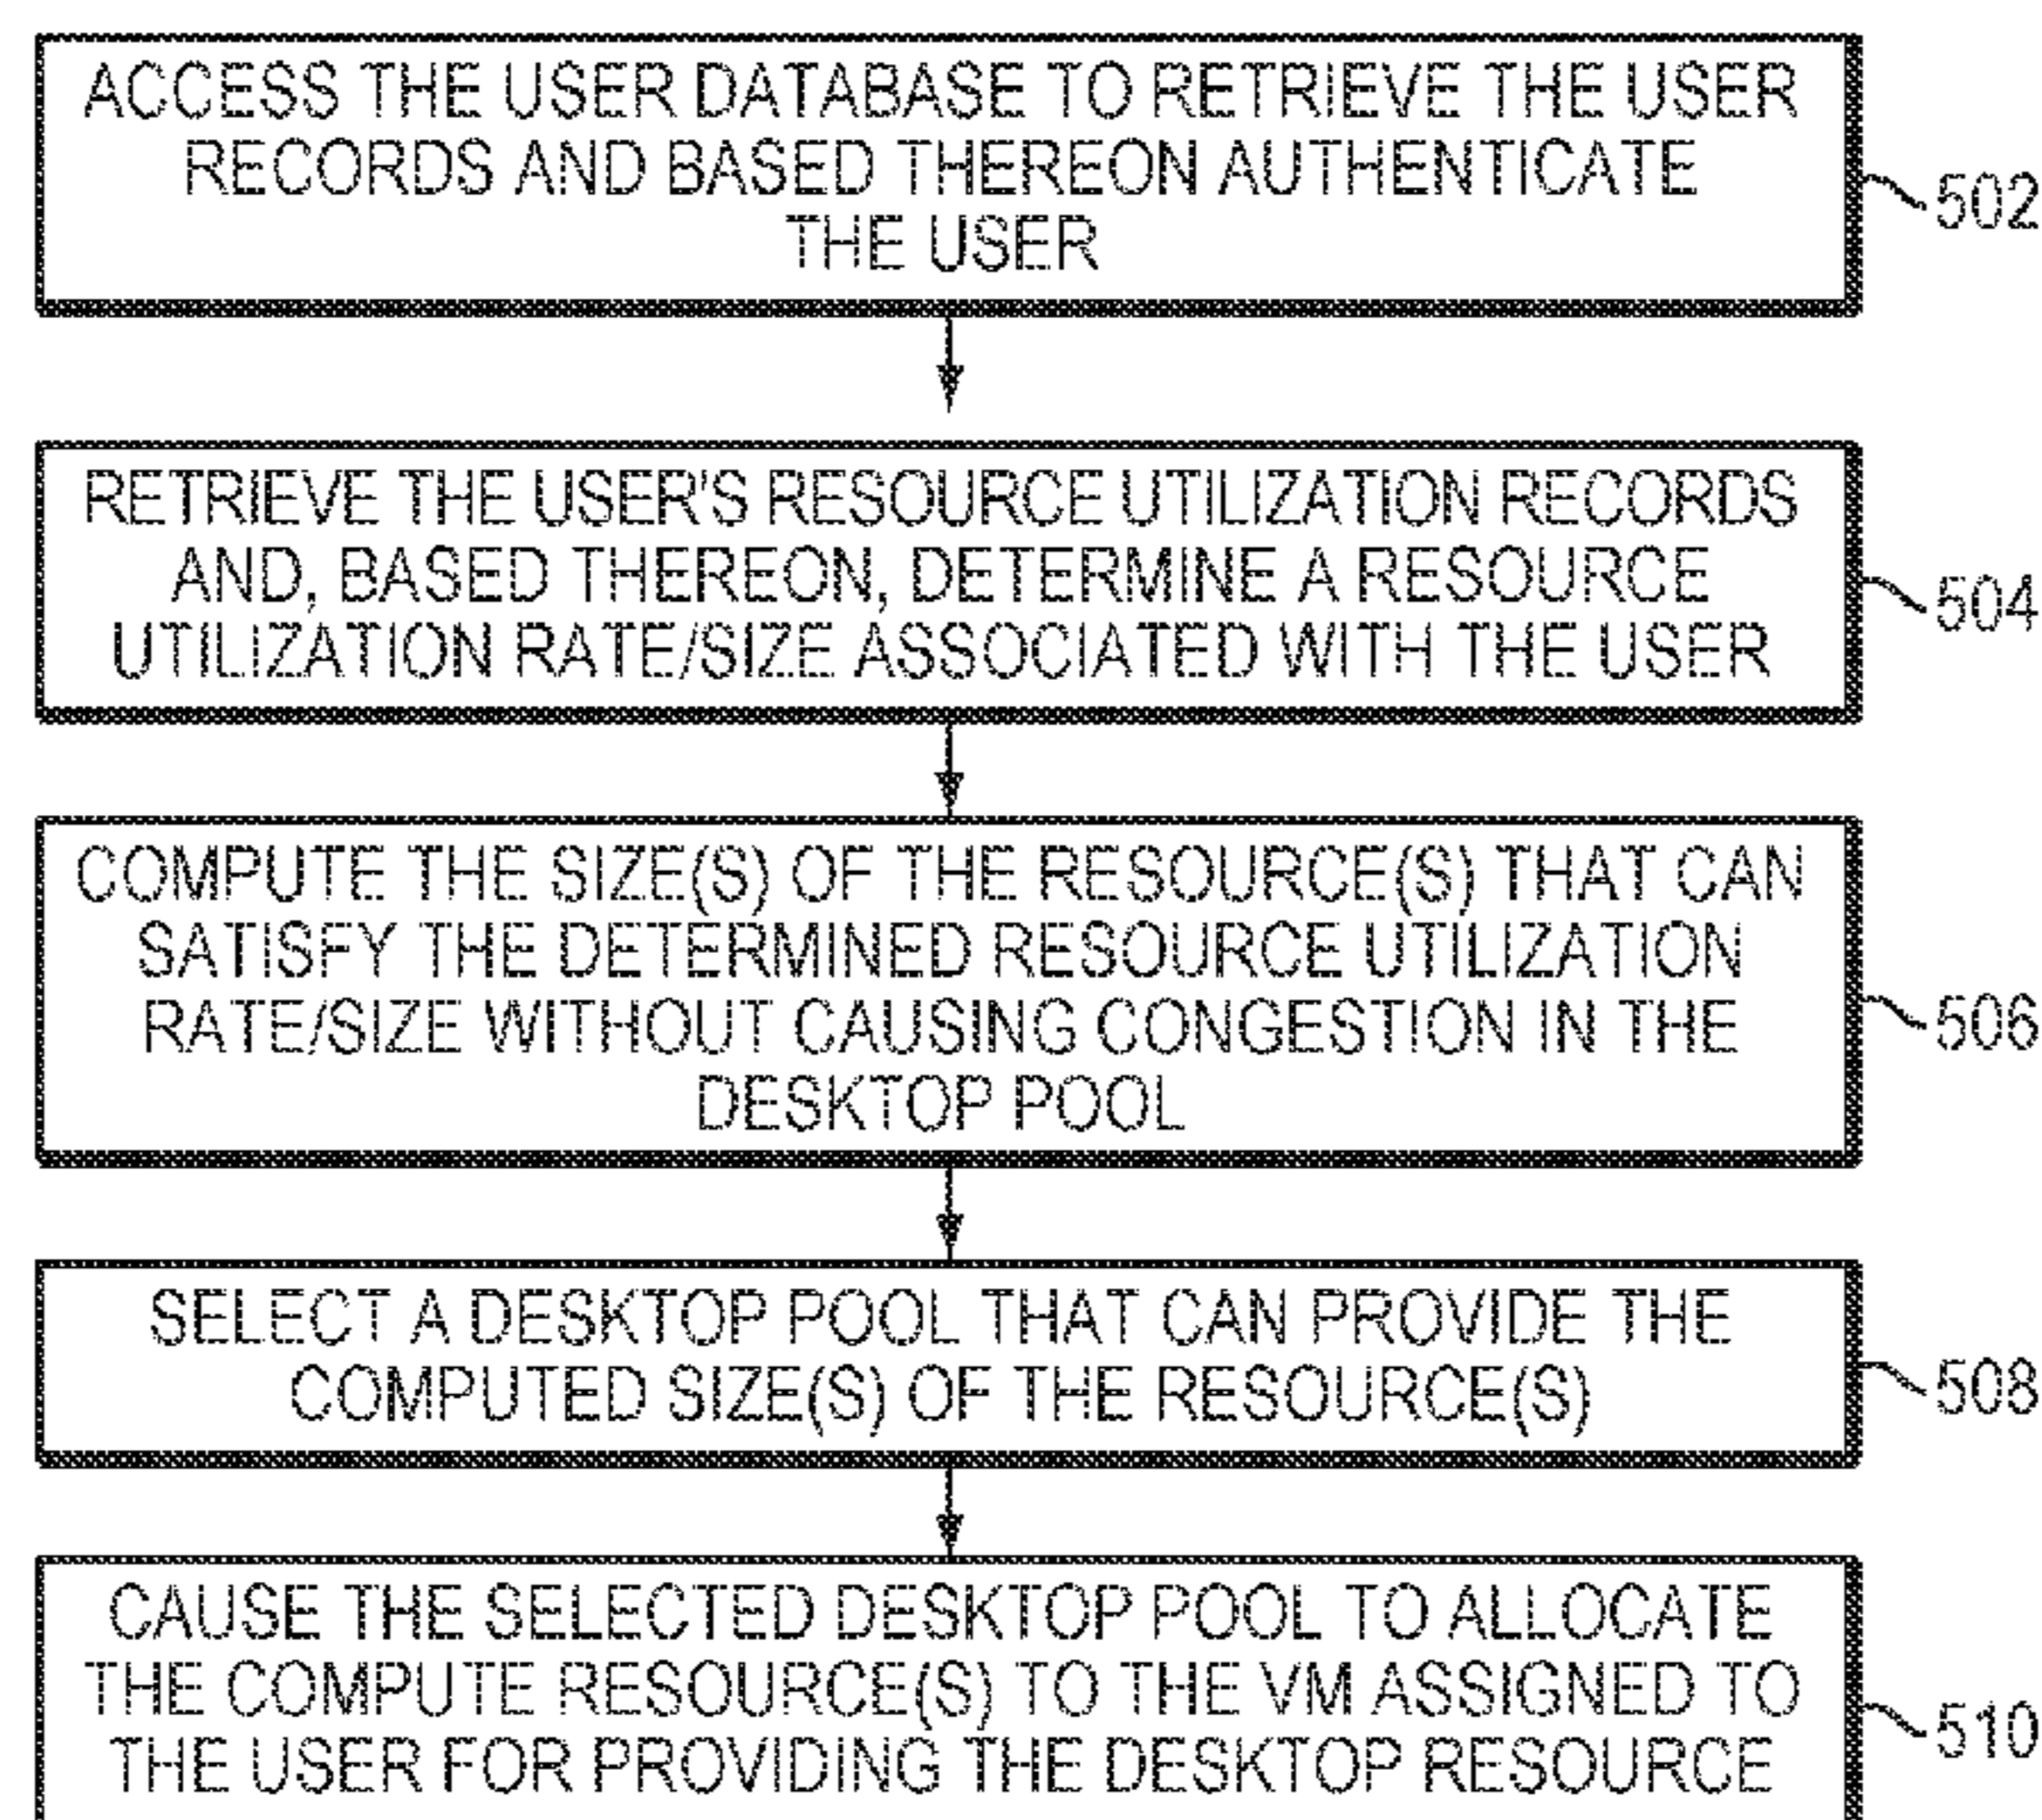 ACCESS THE USER DATABASE TO RETRIEVE THE USER
RECORDS AND BASED THEREON AUTHENTICATE
THE USER
502
RETRIEVE THE USER'S RESOURCE UTILIZATION RECORDS
AND, BASED THEREON, DETERMINE A RESOURCE
UTILIZATION RATE/SIZE ASSOCIATED WITH THE USER
504
COMPUTE THE SIZE(S) OF THE RESOURCE(S) THAT CAN
SATISFY THE DETERMINED RESOURCE UTILIZATION
RATE/SIZE WITHOUT CAUSING CONGESTION IN THE
DESKTOP POOL
506
SELECT A DESKTOP POOL THAT CAN PROVIDE THE
COMPUTED SIZE(S) OF THE RESOURCE(S)
508
CAUSE THE SELECTED DESKTOP POOL TO ALLOCATE
THE COMPUTE RESOURCE(S) TO THE VM ASSIGNED TO
THE USER FOR PROVIDING THE DESKTOP RESOURCE
510